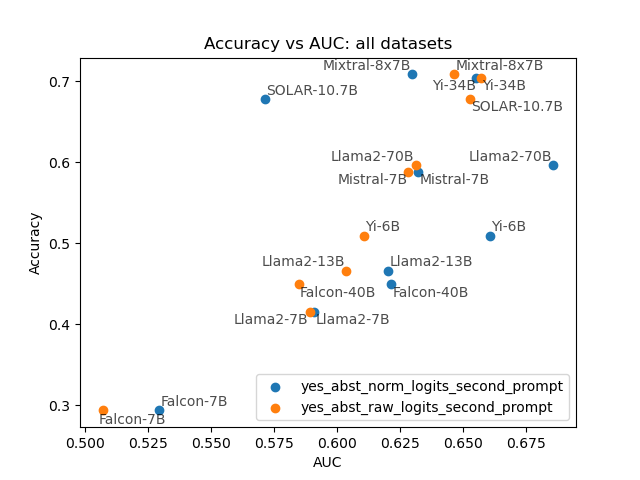 Accuracy vs AUC: all datasets
Mixtral-8x7B
Mixtral-8x7B
Yi-34B
Yi-34B
SOLAR-10.7B
SOLAR-10.7B
Llama2-70B
Llama2-70B
Mistral-7B
Mistral-7B
Yi-6B
Yi-6B
Llama2-13B
Llama2-13B
Falcon-40B
Falcon-40B
Llama2-7B
Llama2-7B
Falcon-7B
Falcon-7B
yes_abst_norm_logits_second_prompt
yes_abst_raw_logits_second_prompt
0.7
0.6
0.5
0.4
0.3
Accuracy
0.500 0.525 0.550 0.575 0.600 0.625 0.650 0.675
AUC